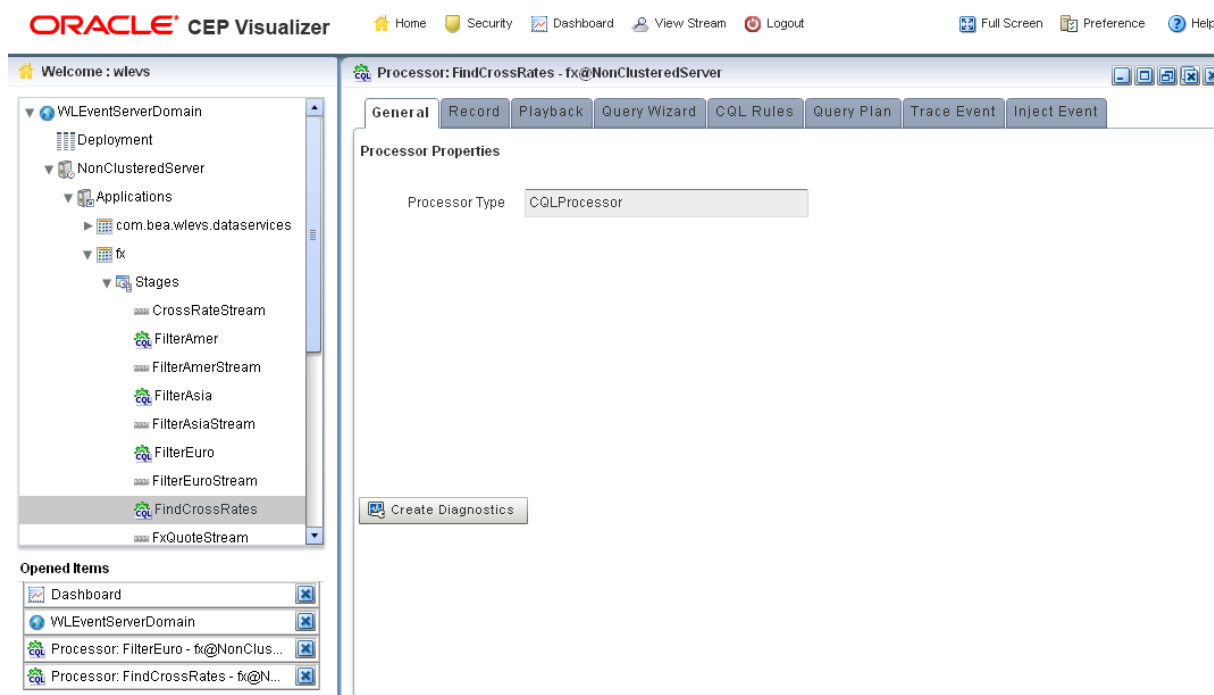 ORACLE CEP Visualizer
Home Security Dashboard View Stream Logout Full Screen Preference Help
Welcome : wlevs
WLEventServerDomain
Deployment
NonClusteredServer
Applications
com.bea.wlevs.dataservices
fx
Stages
CrossRateStream
FilterAmer
FilterAmerStream
FilterAsia
FilterAsiaStream
FilterEuro
FilterEuroStream
FindCrossRates
FxQuoteStream
Opened Items
Dashboard
WLEventServerDomain
Processor: FilterEuro - fx@NonClus...
Processor: FindCrossRates - fx@N...
Processor: FindCrossRates - fx@NonClusteredServer
General Record Playback Query Wizard CQL Rules Query Plan Trace Event Inject Event
Processor Properties
Processor Type CQLProcessor
Create Diagnostics